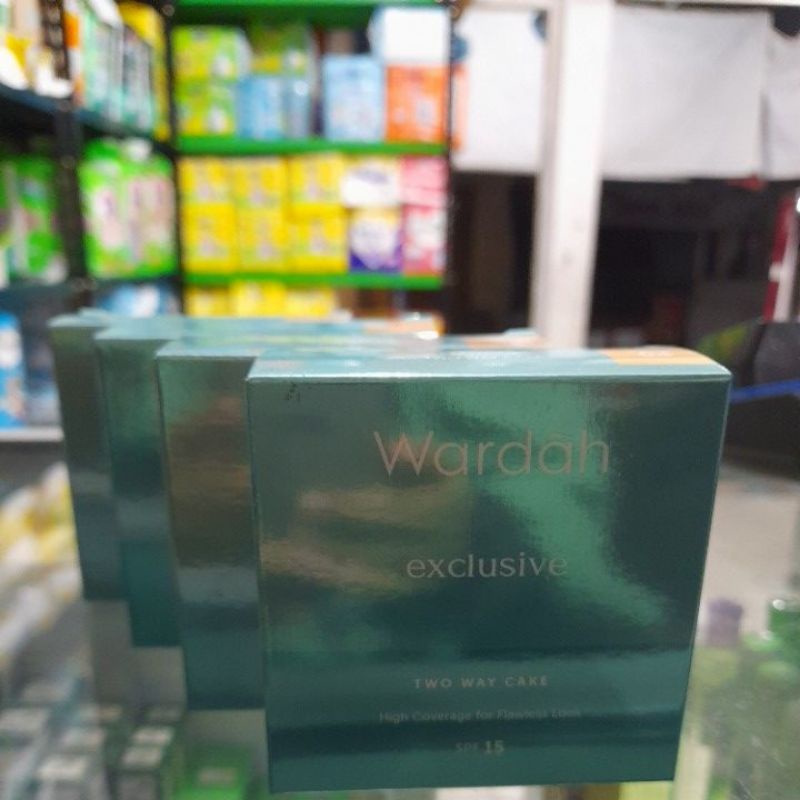 Wardah
exclusive
TWO WAY CAKE
High Coverage for Flawless Look
SPF 15